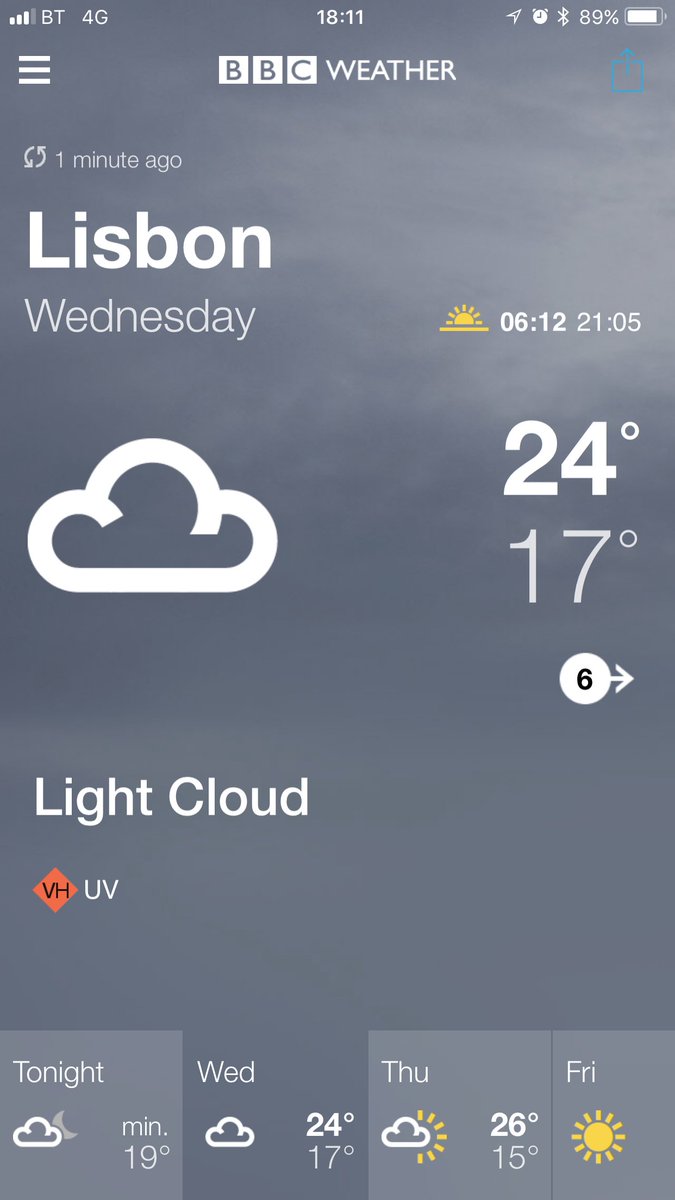 BT 4G 18:11 89%
BBC WEATHER
1 minute ago
Lisbon
Wednesday
06:12 21:05
24°
17°
6
Light Cloud
VH UV
Tonight
min.
19°
Wed
24°
17°
Thu
26°
15°
Fri